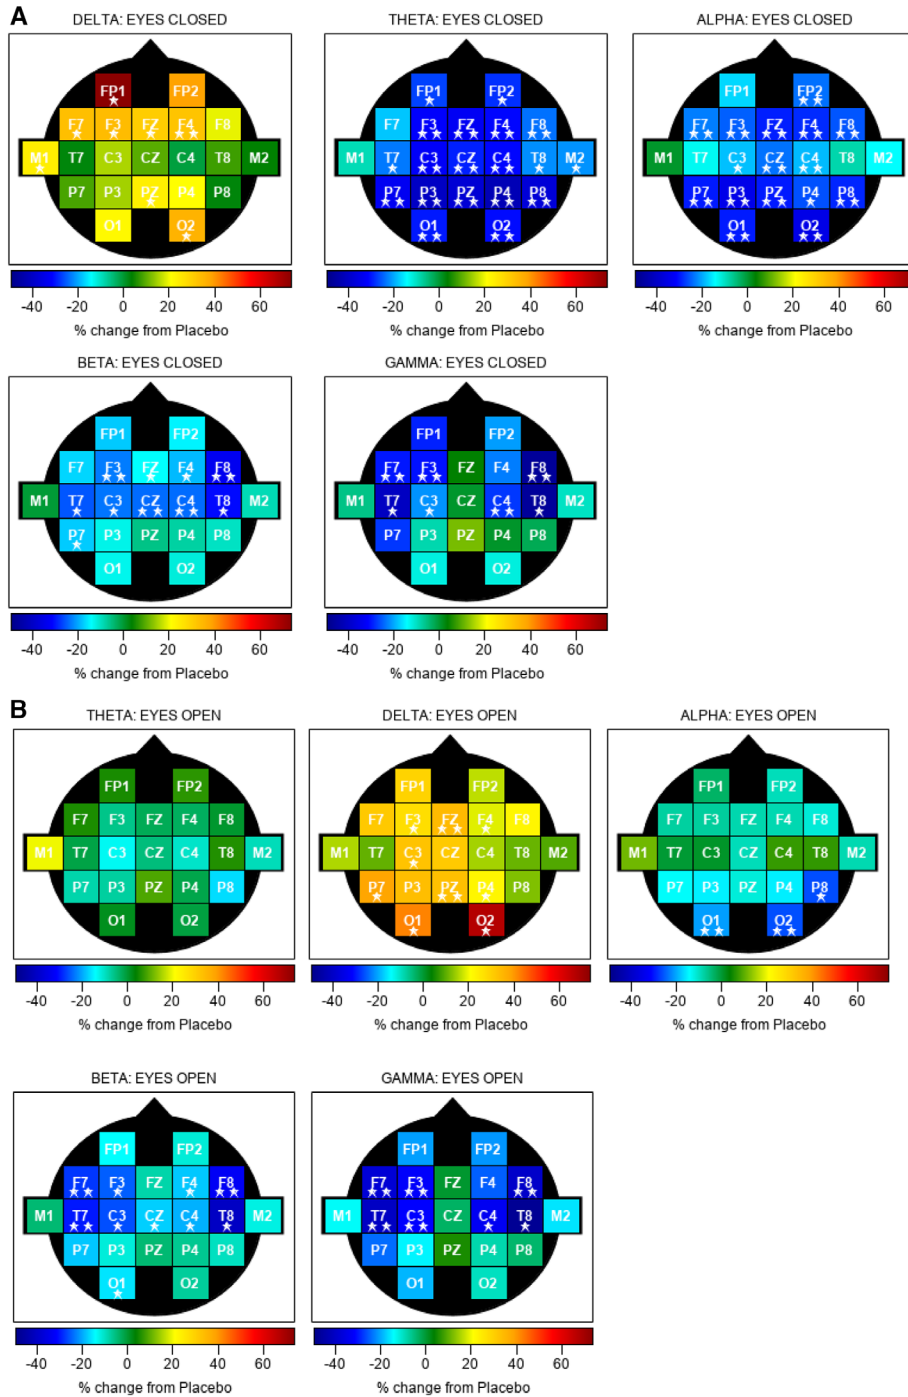 A
DELTA: EYES CLOSED THETA: EYES CLOSED ALPHA: EYES CLOSED
FP1 FP2 FP1 FP2 FP1 FP2
F7 F3 FZ F4 F8 F7 F3 FZ F4 F8 F7 F3 FZ F4 F8
M1 T7 C3 CZ C4 T8 M2 M1 T7 C3 CZ C4 T8 M2 M1 T7 C3 CZ C4 T8 M2
P7 P3 PZ P4 P8 P7 P3 PZ P4 P8 P7 P3 PZ P4 P8
O1 O2 O1 O2 O1 O2
-40 -20 0 20 40 60 -40 -20 0 20 40 60 -40 -20 0 20 40 60
% change from Placebo % change from Placebo % change from Placebo
BETA: EYES CLOSED GAMMA: EYES CLOSED
FP1 FP2 FP1 FP2
F7 F3 FZ F4 F8 F7 F3 FZ F4 F8
M1 T7 C3 CZ C4 T8 M2 M1 T7 C3 CZ C4 T8 M2
P7 P3 PZ P4 P8 P7 P3 PZ P4 P8
O1 O2 O1 O2
-40 -20 0 20 40 60 -40 -20 0 20 40 60
% change from Placebo % change from Placebo
B
THETA: EYES OPEN DELTA: EYES OPEN ALPHA: EYES OPEN
FP1 FP2 FP1 FP2 FP1 FP2
F7 F3 FZ F4 F8 F7 F3 FZ F4 F8 F7 F3 FZ F4 F8
M1 T7 C3 CZ C4 T8 M2 M1 T7 C3 CZ C4 T8 M2 M1 T7 C3 CZ C4 T8 M2
P7 P3 PZ P4 P8 P7 P3 PZ P4 P8 P7 P3 PZ P4 P8
O1 O2 O1 O2 O1 O2
-40 -20 0 20 40 60 -40 -20 0 20 40 60 -40 -20 0 20 40 60
% change from Placebo % change from Placebo % change from Placebo
BETA: EYES OPEN GAMMA: EYES OPEN
FP1 FP2 FP1 FP2
F7 F3 FZ F4 F8 F7 F3 FZ F4 F8
M1 T7 C3 CZ C4 T8 M2 M1 T7 C3 CZ C4 T8 M2
P7 P3 PZ P4 P8 P7 P3 PZ P4 P8
O1 O2 O1 O2
-40 -20 0 20 40 60 -40 -20 0 20 40 60
% change from Placebo % change from Placebo